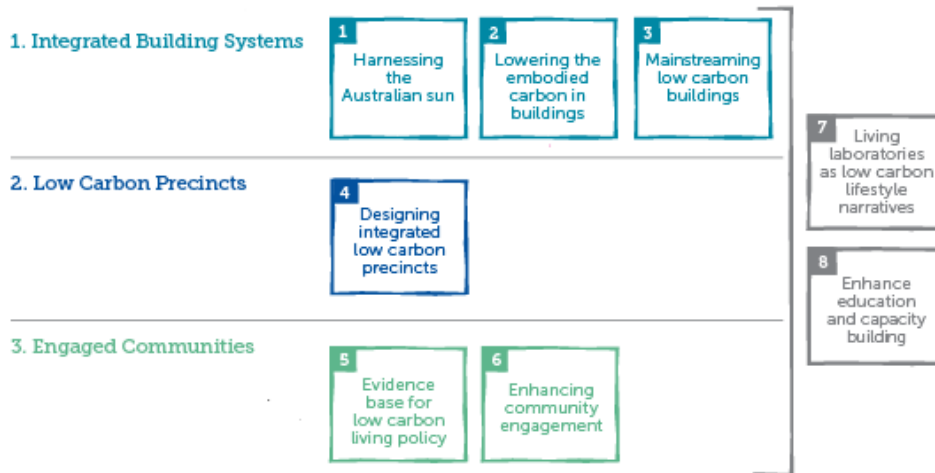 1. Integrated Building Systems
1
Harnessing
the
Australian sun
2
Lowering the
embodied
carbon in
buildings
3
Mainstreaming
low carbon
buildings
2. Low Carbon Precincts
4
Designing
integrated
low carbon
precincts
3. Engaged Communities
5
Evidence
base for
low carbon
living policy
6
Enhancing
community
engagement
7
Living
laboratories
as low carbon
lifestyle
narratives
8
Enhance
education
and capacity
building